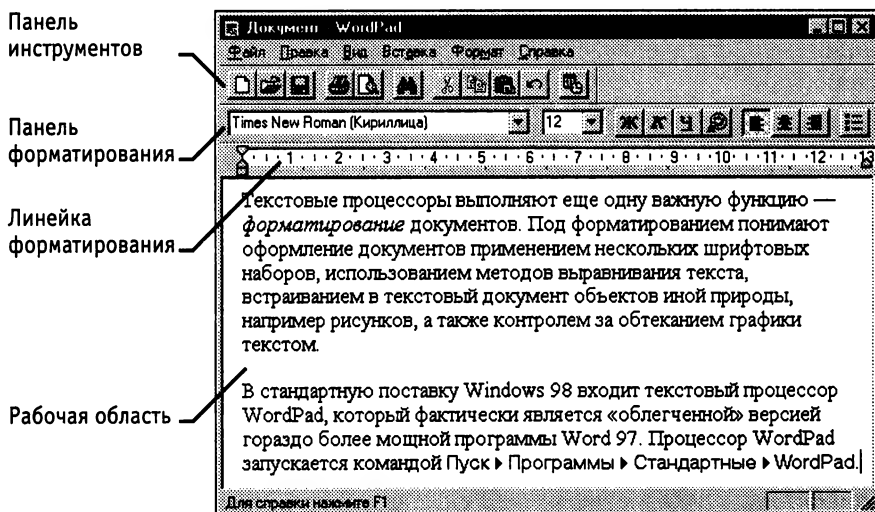 Панель
инструментов
Панель
форматирования
Линейка
форматирования
Рабочая область
Документ - WordPad
Файл Правка Вид Вставка Формат Справка
Times New Roman (Кириллица) 12 Ж К Ч
1 2 3 4 5 6 7 8 9 10 11 12 13
Текстовые процессоры выполняют еще одну важную функцию —
форматирование документов. Под форматированием понимают
оформление документов применением нескольких шрифтовых
наборов, использованием методов выравнивания текста,
встраиванием в текстовый документ объектов иной природы,
например рисунков, а также контролем за обтеканием графики
текстом.
В стандартную поставку Windows 98 входит текстовый процессор
WordPad, который фактически является «облегченной» версией
гораздо более мощной программы Word 97. Процессор WordPad
запускается командой Пуск ▸ Программы ▸ Стандартные ▸ WordPad.
Для справки нажмите F1